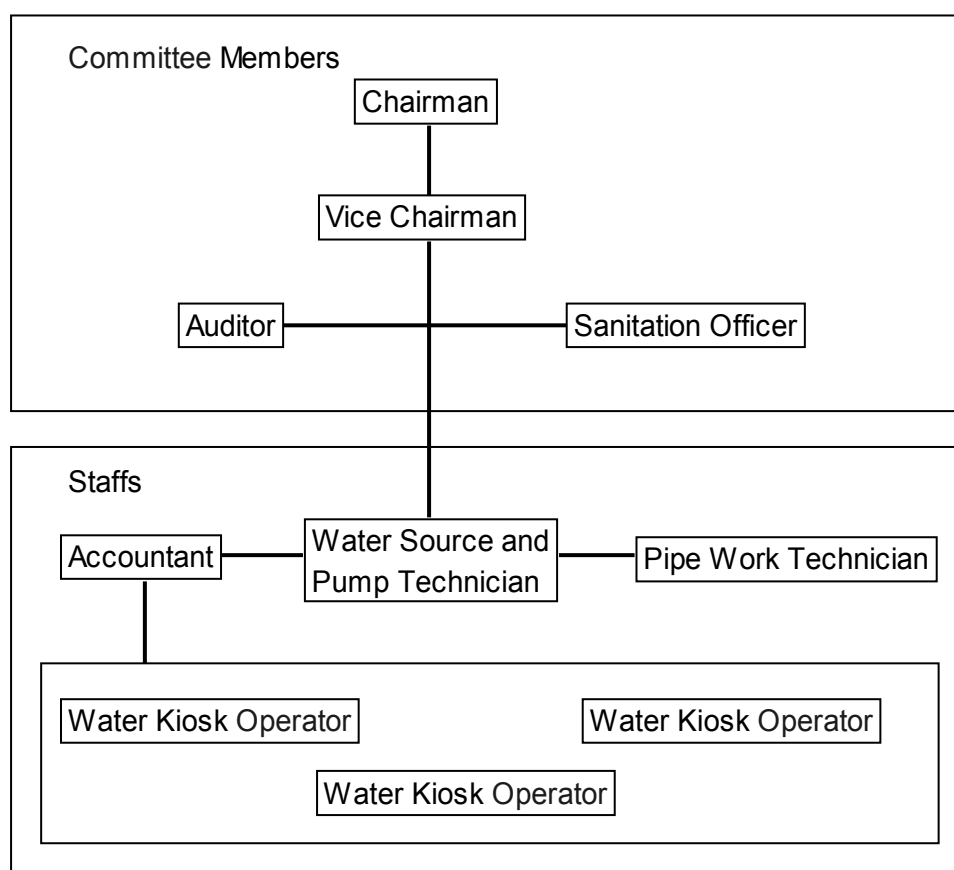 Committee Members
Chairman
Vice Chairman
Auditor
Sanitation Officer
Staffs
Accountant
Water Source and
Pump Technician
Pipe Work Technician
Water Kiosk Operator
Water Kiosk Operator
Water Kiosk Operator